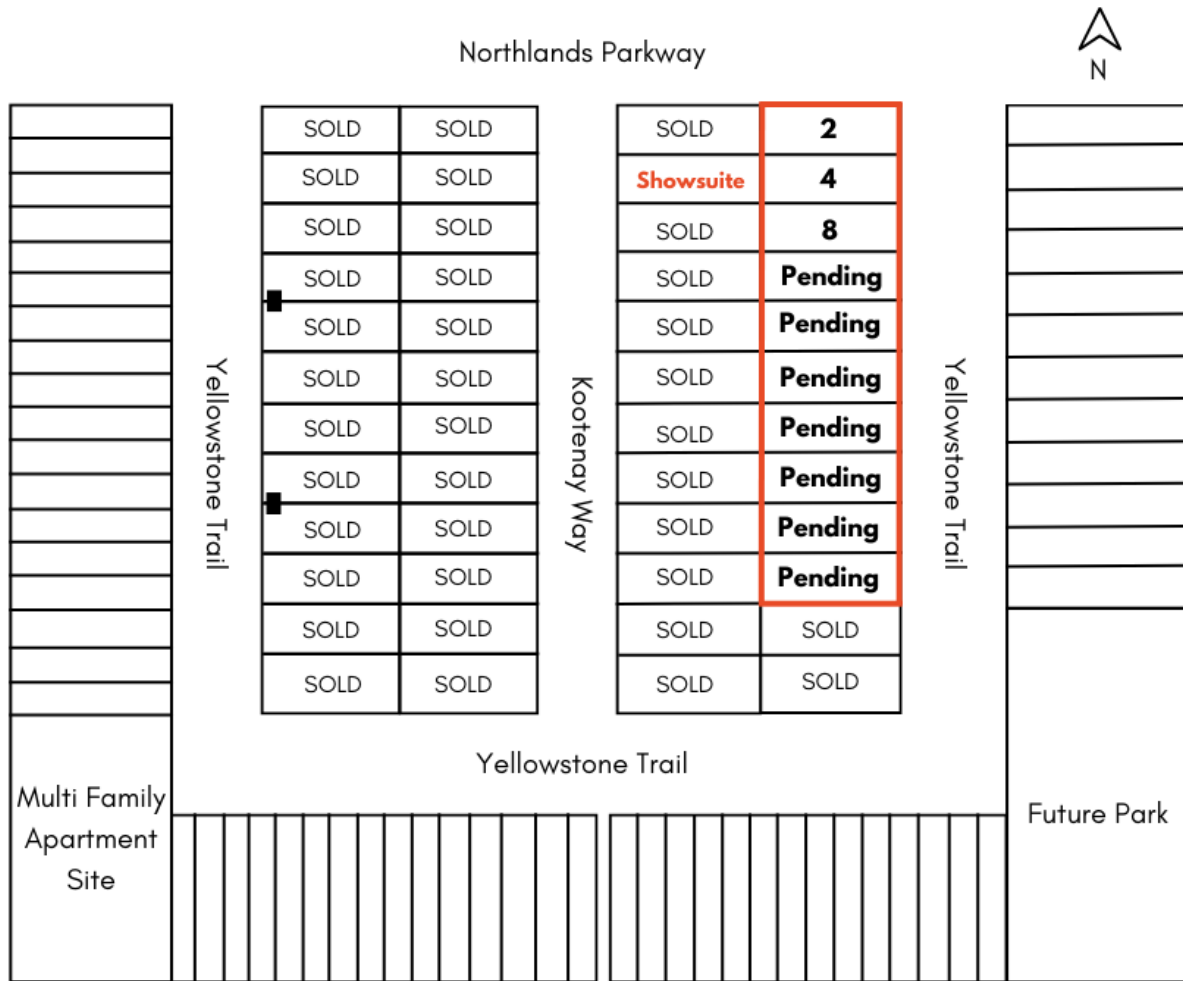 Northlands Parkway
N
SOLD SOLD SOLD 2
SOLD SOLD Showsuite 4
SOLD SOLD SOLD 8
SOLD SOLD SOLD Pending
SOLD SOLD SOLD Pending
SOLD SOLD SOLD Pending
SOLD SOLD SOLD Pending
SOLD SOLD SOLD Pending
SOLD SOLD SOLD Pending
SOLD SOLD SOLD Pending
SOLD SOLD SOLD SOLD
SOLD SOLD SOLD SOLD
Yellowstone Trail
Kootenay Way
Yellowstone Trail
Yellowstone Trail
Multi Family
Apartment
Site
Future Park